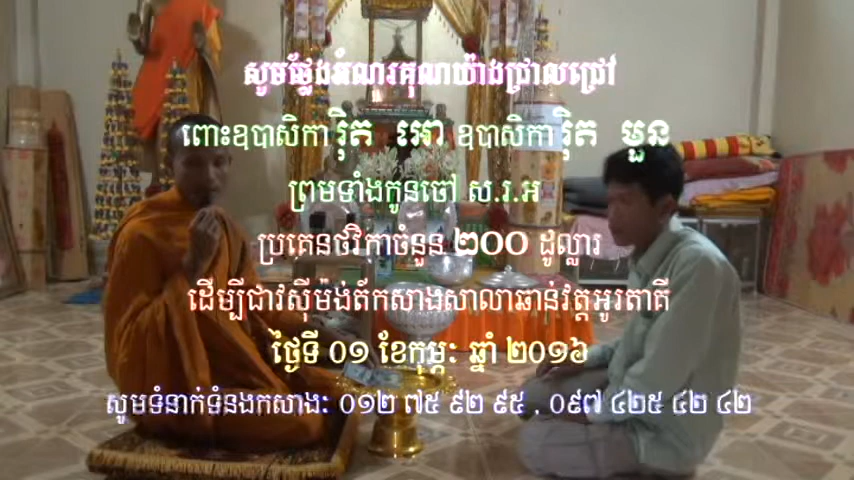 សូមថ្លែងអំណរគុណយ៉ាងជ្រាលជ្រៅ
ពោះឧបាសិកា រ៉ិត រអា ឧបាសិកា រ៉ិត មួន
ព្រមទាំងកូនចៅ ស.រ.អ
ប្រគេនថវិកាចំនួន ២០០ ដូល្លារ
ដើម្បីជាវស៊ីម៉ង់ត៍កសាងសាលាឆាន់វត្តអូរតាគី
ថ្ងៃទី ០១ ខែកុម្ភៈ ឆ្នាំ ២០១៦
សូមទំនាក់ទំនងកសាងៈ ០១២ ៧៥ ៩២ ៩៥ . ០៩៧ ៤២៥ ៤២ ៤២